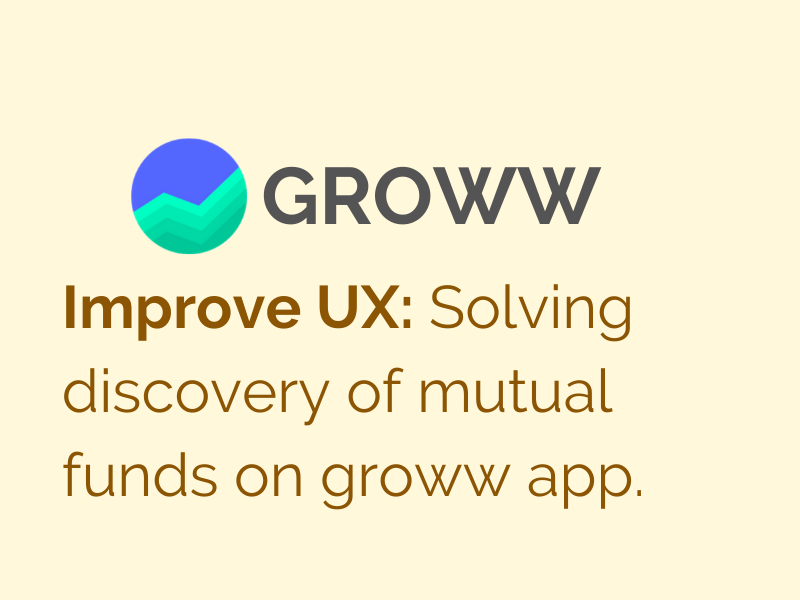 GROWW
Improve UX: Solving
discovery of mutual
funds on groww app.